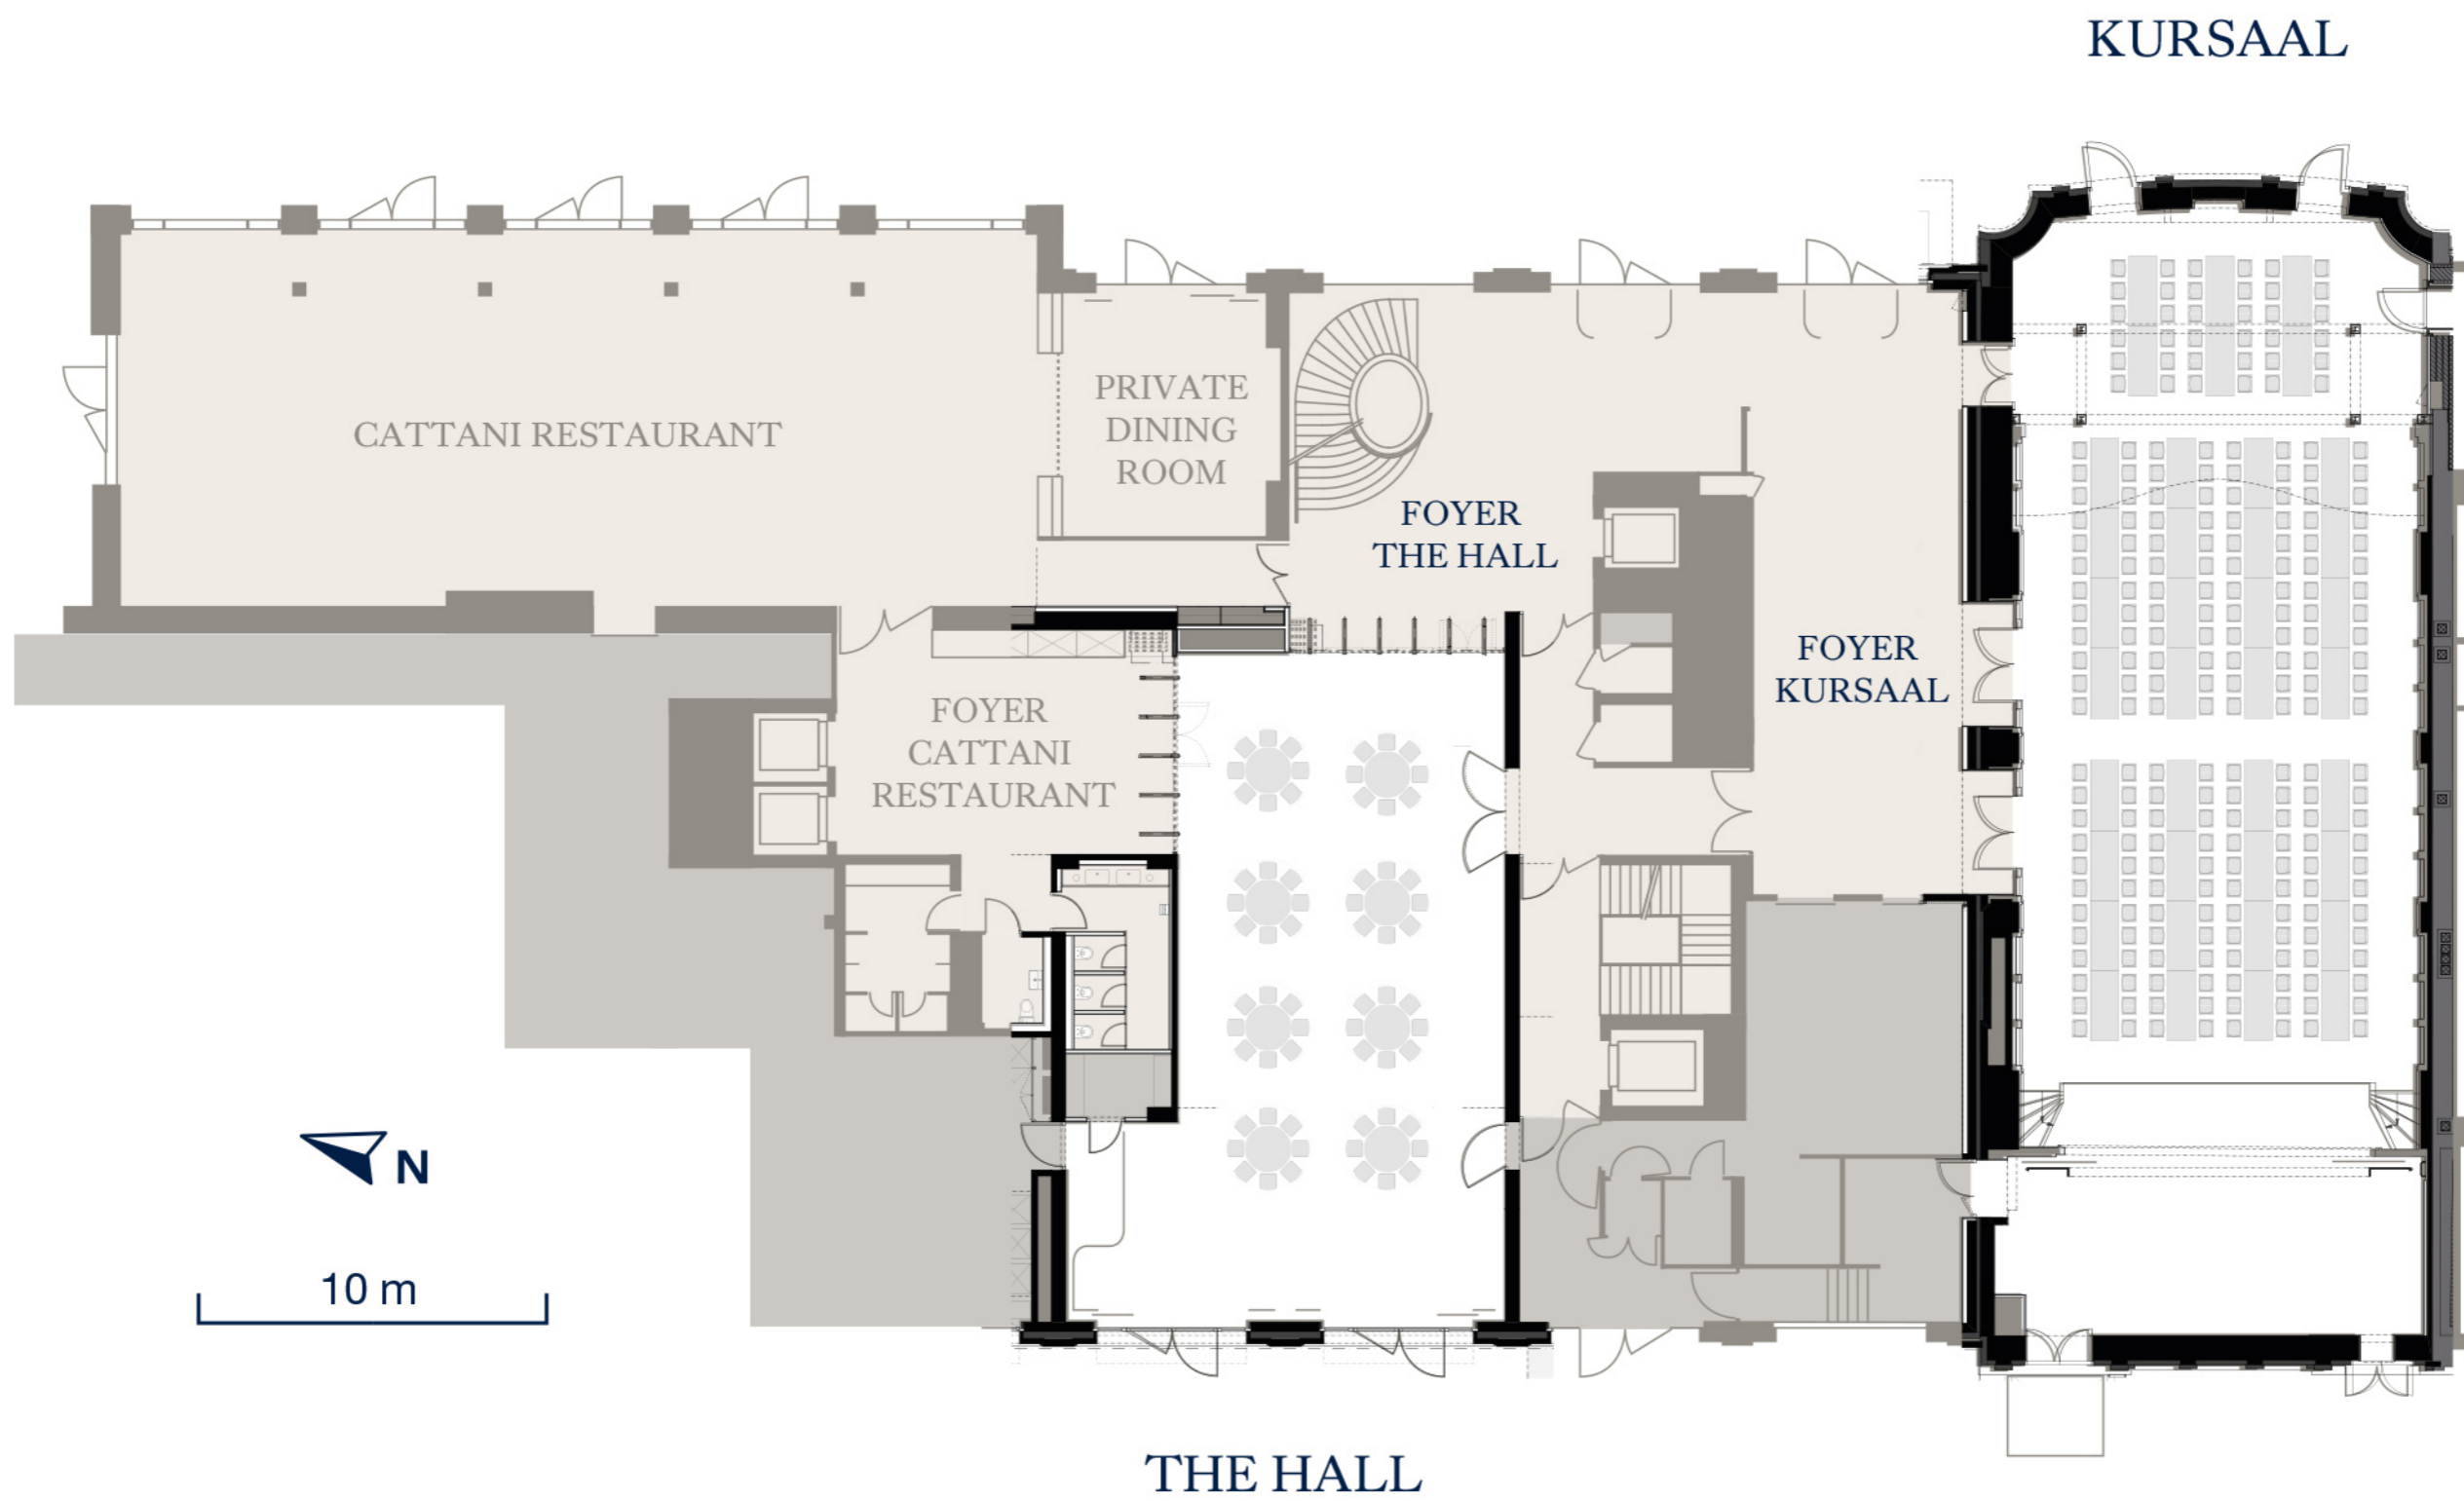 KURSAAL
CATTANI RESTAURANT
PRIVATE
DINING
ROOM
FOYER
THE HALL
FOYER
KURSAAL
FOYER
CATTANI
RESTAURANT
N
10 m
THE HALL